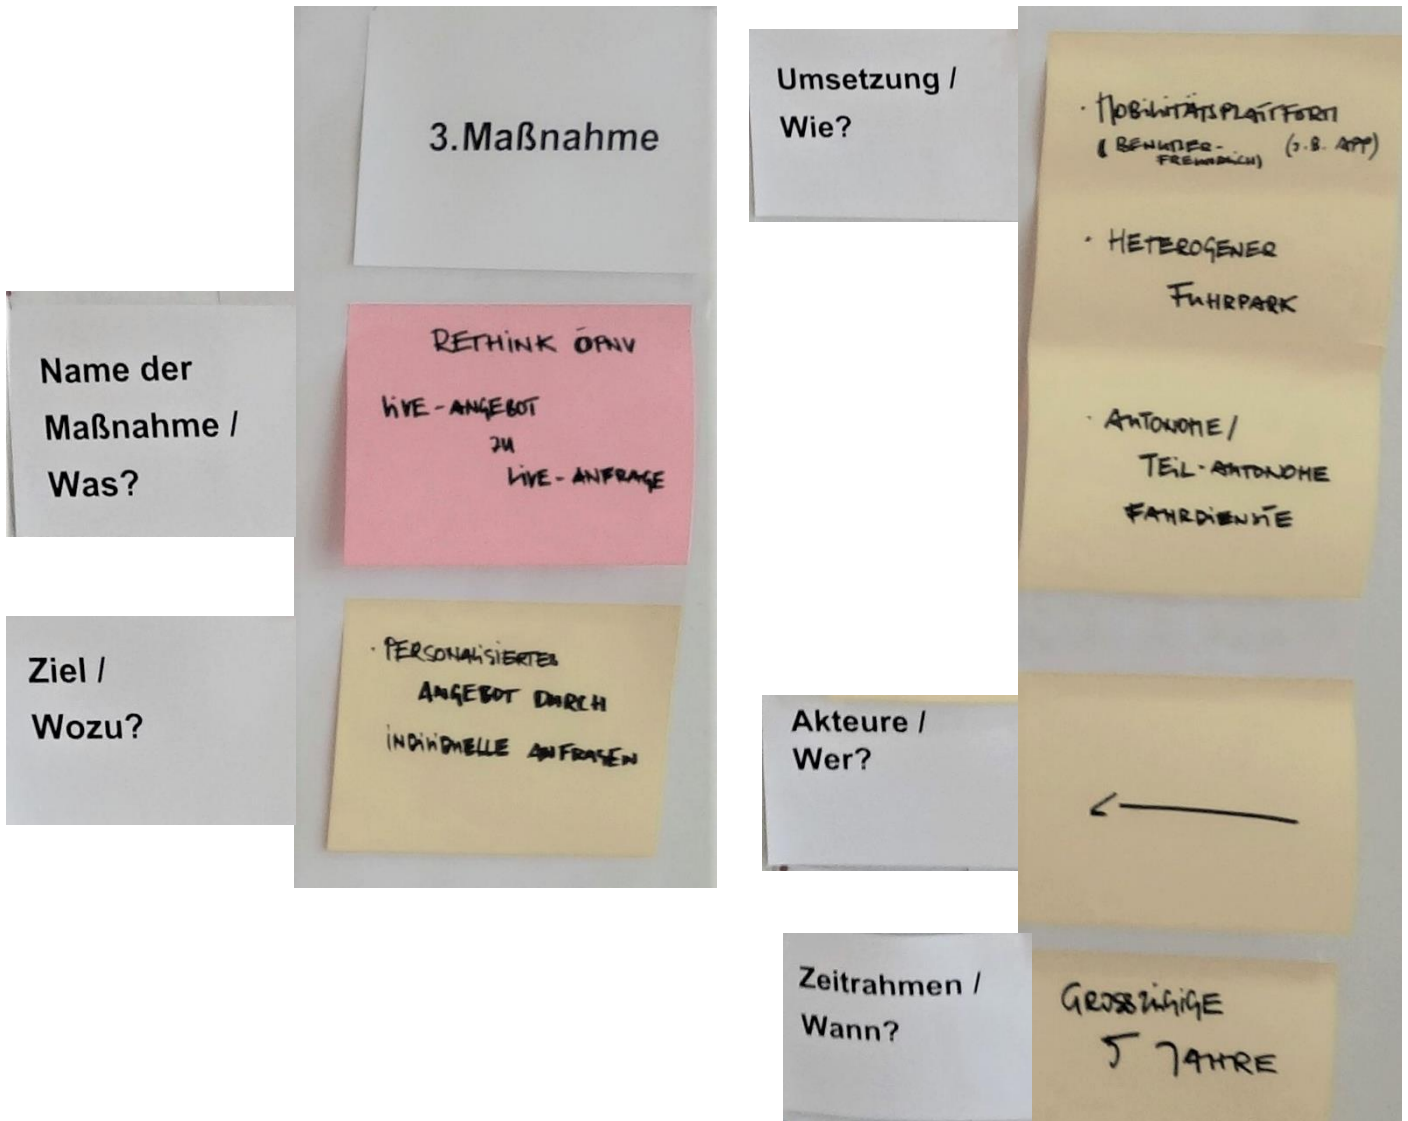 3.Maßnahme
Name der
Maßnahme /
Was?
RETHINK ÖPNV
LiVE-ANGEBOT
ZU
LiVE-ANFRAGE
Ziel /
Wozu?
· PERSONALiSIERTES
ANGEBOT DURCH
iNDiViDUELLE ANFRAGEN
Umsetzung /
Wie?
· MOBiLiTÄTSPLATTFORM
(BENUTZER- (z.B. APP)
FREUNDLiCH)
· HETEROGENER
FUHRPARK
· AUTONOME/
TEiL-AUTONOME
FAHRDiENSTE
Akteure /
Wer?
Zeitrahmen /
Wann?
GROSSZüGiGE
5 JAHRE